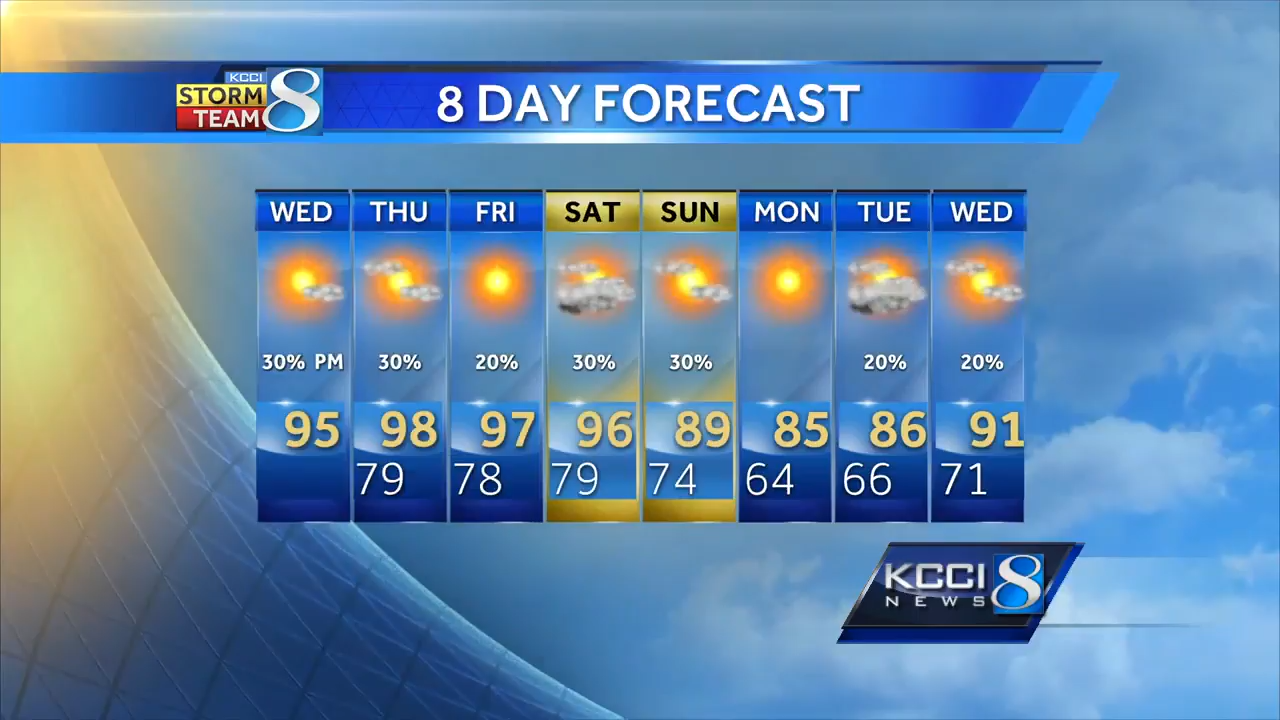 KCCI
STORM
TEAM
8
8 DAY FORECAST
WED THU FRI SAT SUN MON TUE WED
30% PM 30% 20% 30% 30% 20% 20%
95 98 97 96 89 85 86 91
79 78 79 74 64 66 71
KCCI 8
NEWS